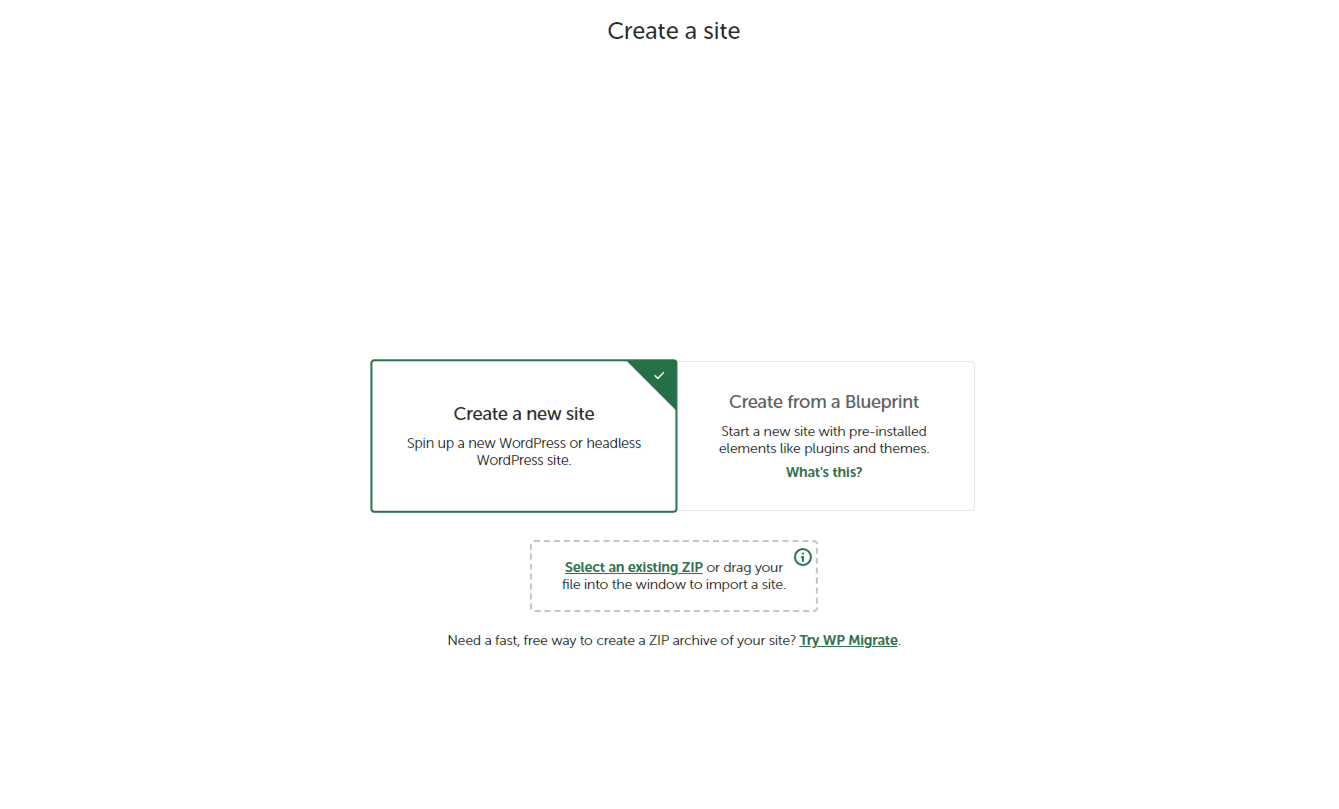 Create a site
Create a new site
Spin up a new WordPress or headless
WordPress site.
Create from a Blueprint
Start a new site with pre-installed
elements like plugins and themes.
What's this?
Select an existing ZIP or drag your
file into the window to import a site.
Need a fast, free way to create a ZIP archive of your site? Try WP Migrate.